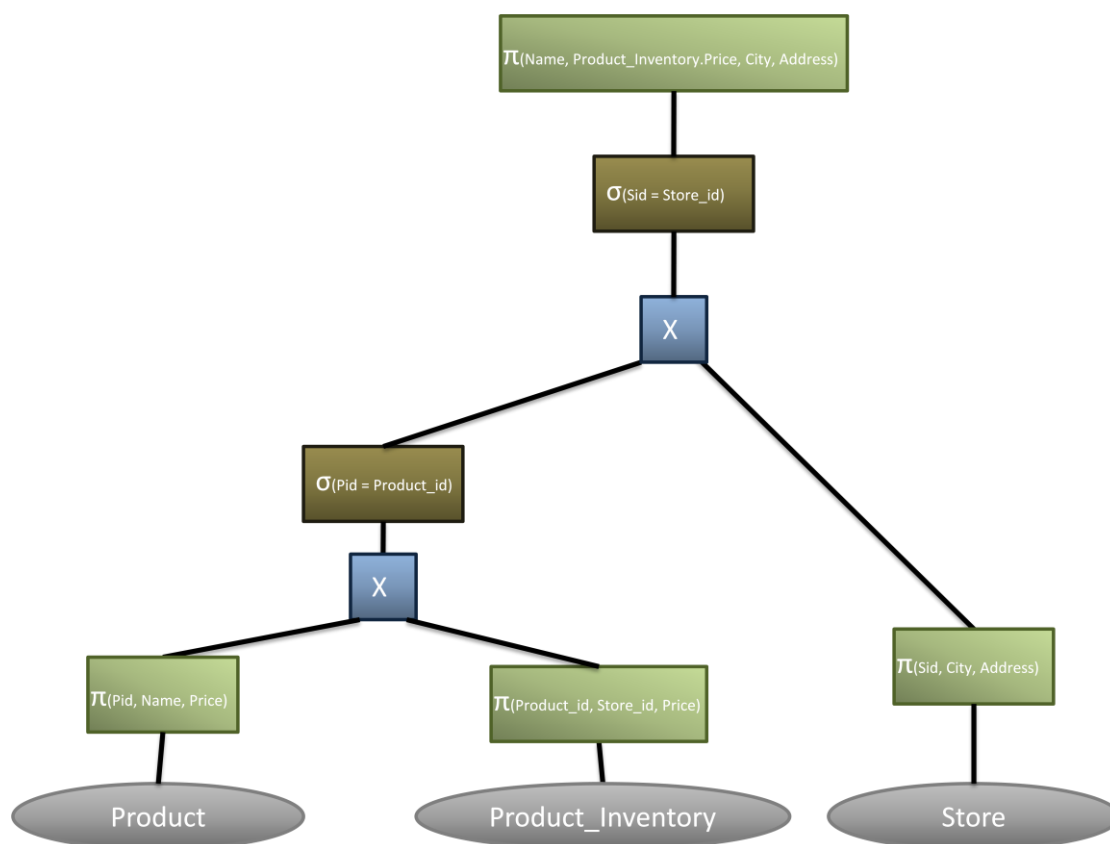 π(Name, Product_Inventory.Price, City, Address)
σ(Sid = Store_id)
X
σ(Pid = Product_id)
X
π(Pid, Name, Price)
π(Product_id, Store_id, Price)
π(Sid, City, Address)
Product
Product_Inventory
Store